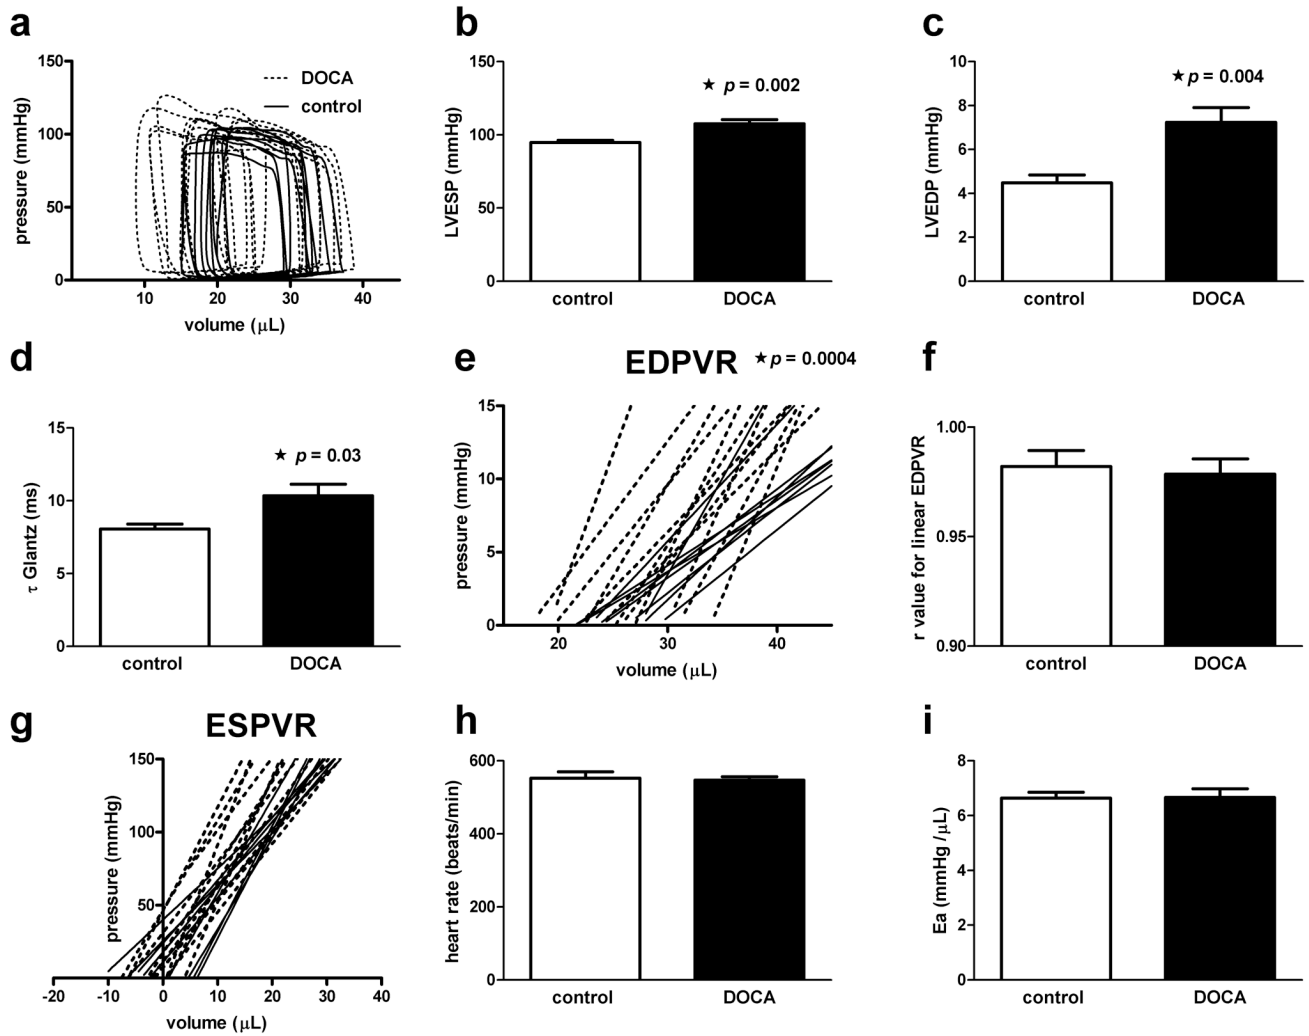 a
pressure (mmHg)
150
100
50
0
10
20
30
40
volume (µL)
DOCA
control
b
LVESP (mmHg)
150
100
50
0
★ p = 0.002
control
DOCA
c
LVEDP (mmHg)
10
8
6
4
2
0
★ p = 0.004
control
DOCA
d
τ Glantz (ms)
15
10
5
0
★ p = 0.03
control
DOCA
e
EDPVR ★ p = 0.0004
pressure (mmHg)
15
10
5
0
20
30
40
volume (µL)
f
r value for linear EDPVR
1.00
0.95
0.90
control
DOCA
g
ESPVR
pressure (mmHg)
150
100
50
-20
-10
0
10
20
30
40
volume (µL)
h
heart rate (beats/min)
600
400
200
0
control
DOCA
i
Ea (mmHg /µL)
8
6
4
2
0
control
DOCA